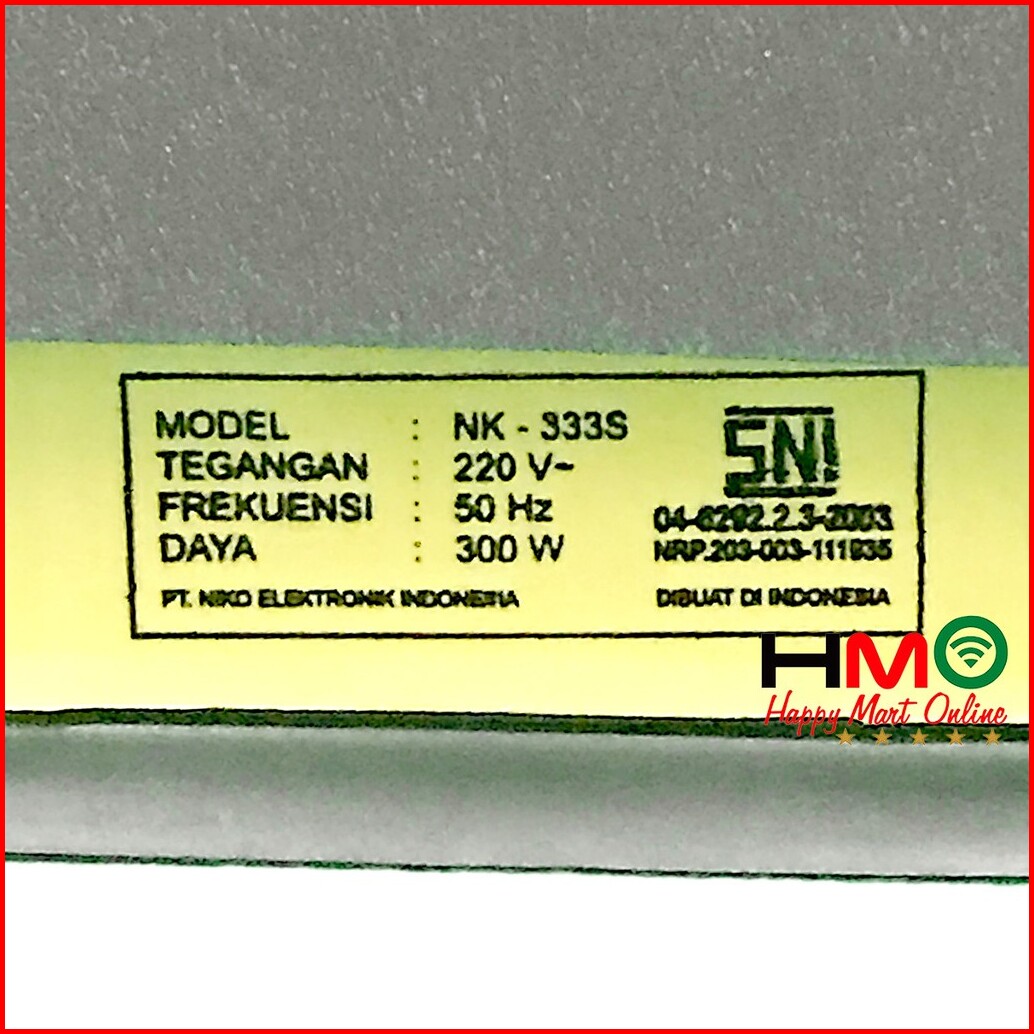 MODEL : NK - 333S
TEGANGAN : 220 V~
FREKUENSI : 50 Hz
DAYA : 300 W
PT. NIKO ELEKTRONIK INDONESIA
SNI
04-6292.2.3-2003
NRP.203-003-111935
DIBUAT DI INDONESIA
HMO
Happy Mart Online